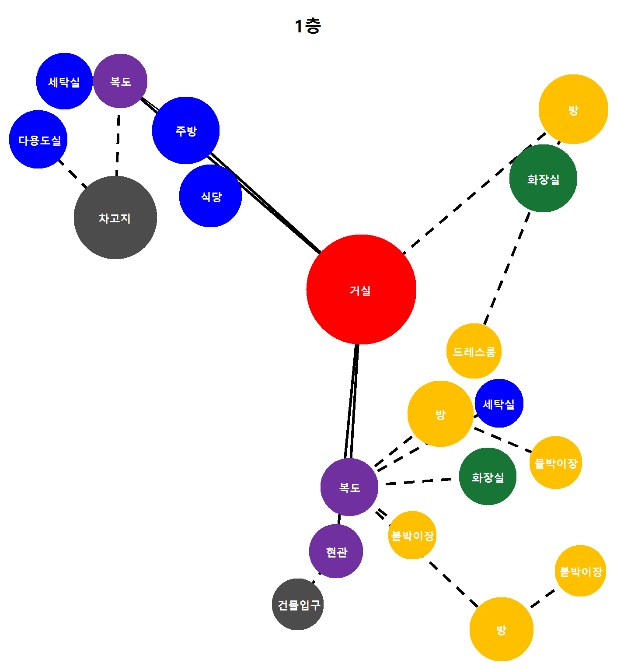 1층
세탁실
복도
방
주방
다용도실
화장실
식당
차고지
거실
드레스룸
세탁실
방
붙박이장
화장실
복도
붙박이장
현관
붙박이장
건물입구
방